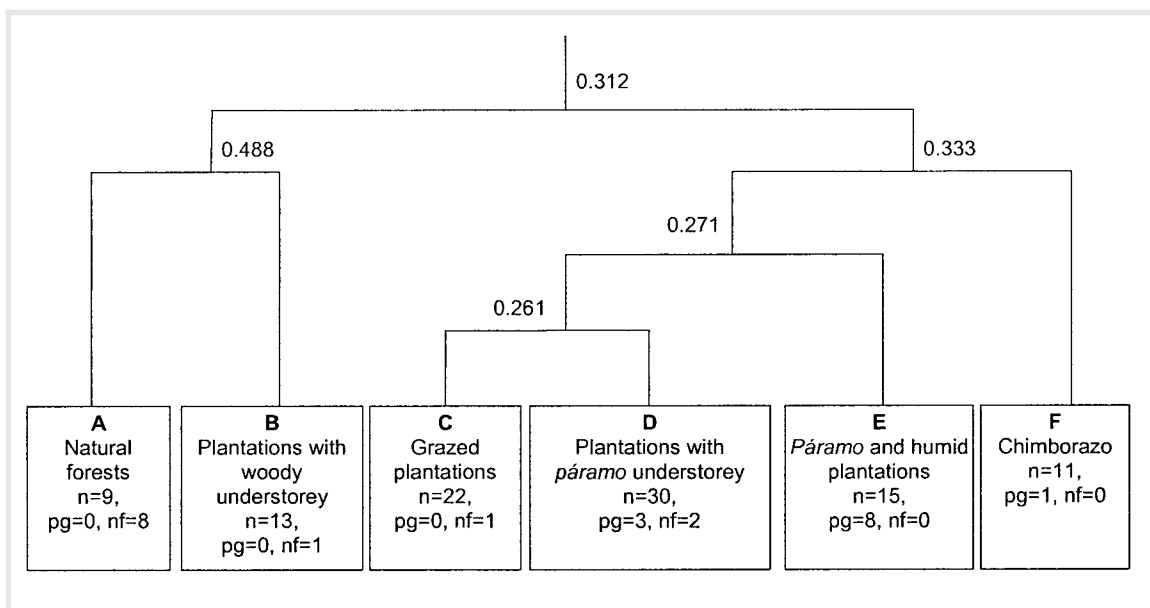 0.312
0.488
0.333
0.271
0.261
A
Natural
forests
n=9,
pg=0, nf=8
B
Plantations with
woody
understorey
n=13,
pg=0, nf=1
C
Grazed
plantations
n=22,
pg=0, nf=1
D
Plantations with
páramo understorey
n=30,
pg=3, nf=2
E
Páramo and humid
plantations
n=15,
pg=8, nf=0
F
Chimborazo
n=11,
pg=1, nf=0